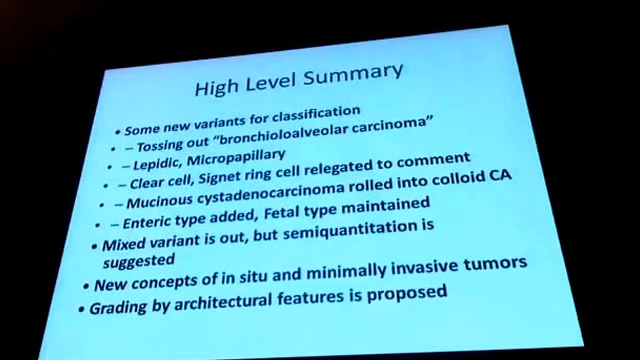 High Level Summary
• Some new variants for classification
• – Tossing out “bronchioloalveolar carcinoma”
• – Lepidic, Micropapillary
• – Clear cell, Signet ring cell relegated to comment
• – Mucinous cystadenocarcinoma rolled into colloid CA
• – Enteric type added, Fetal type maintained
• Mixed variant is out, but semiquantitation is
suggested
• New concepts of in situ and minimally invasive tumors
• Grading by architectural features is proposed